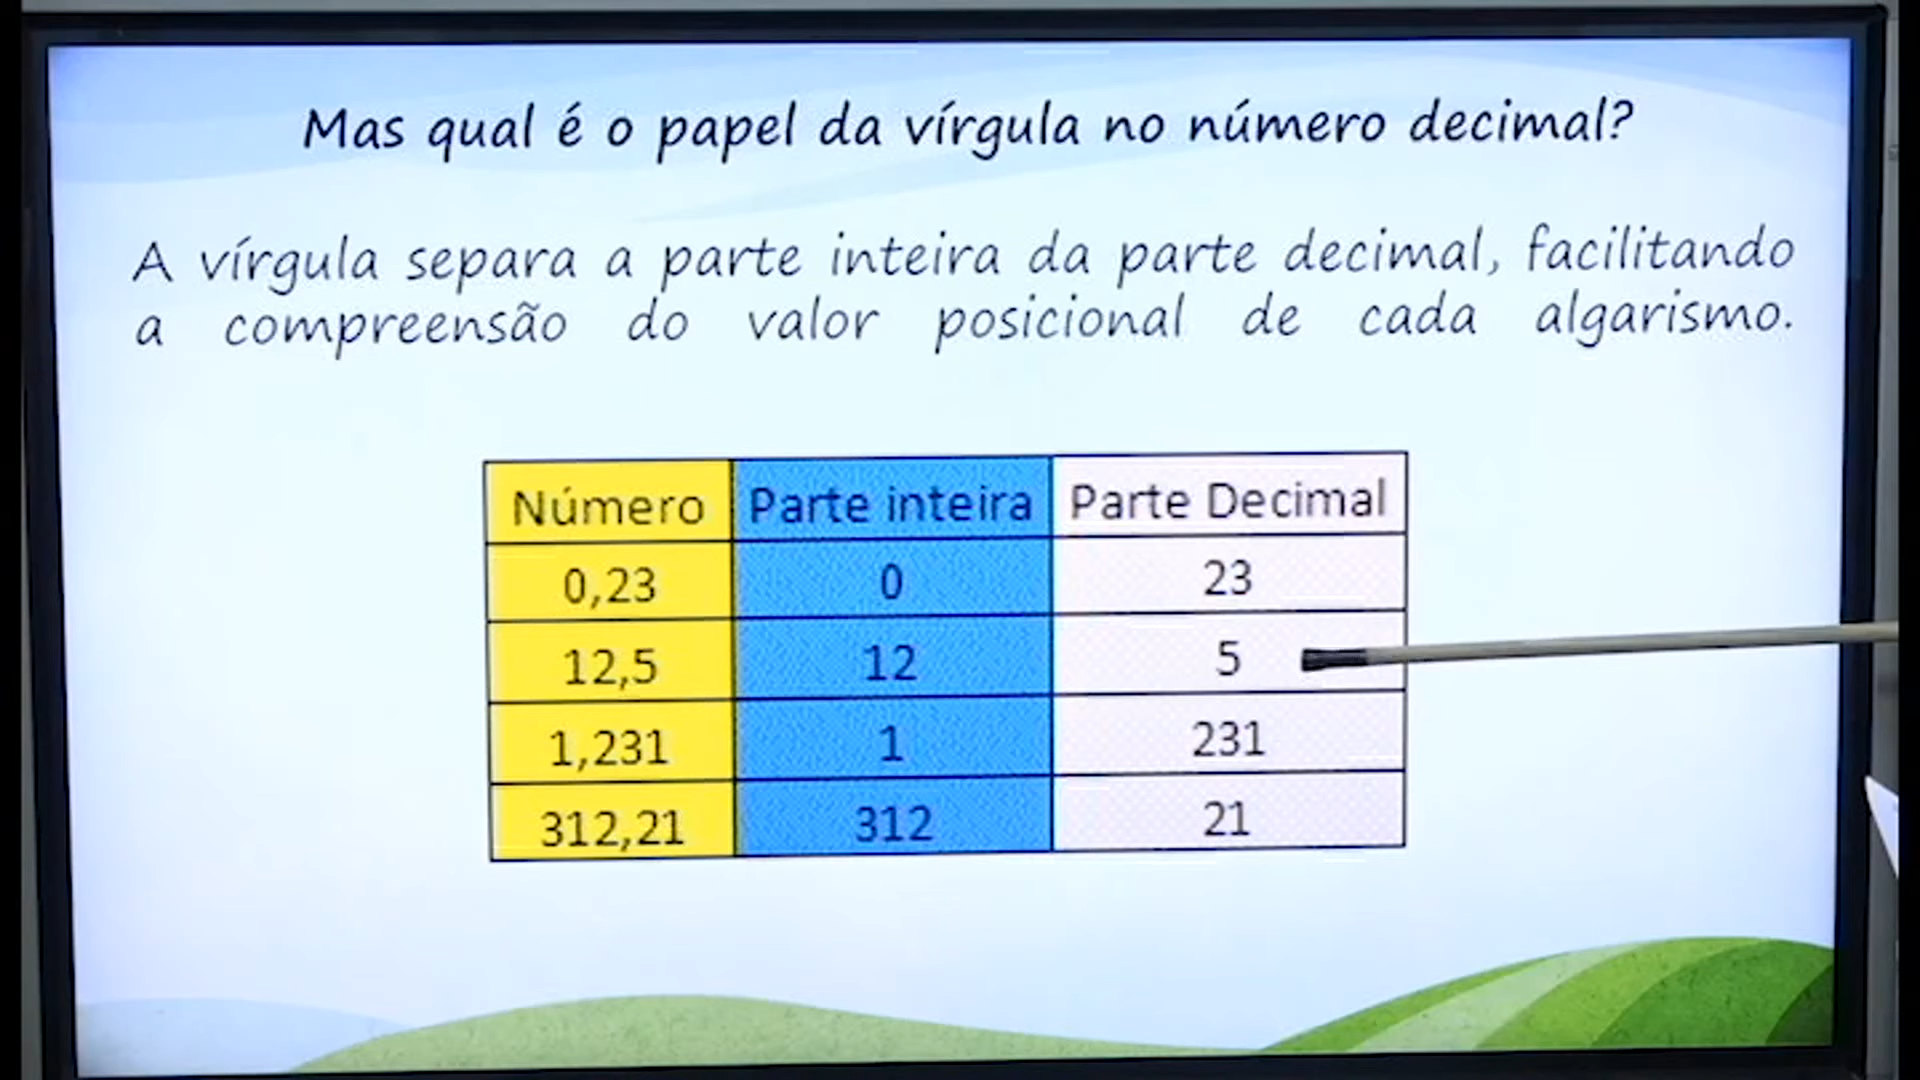 Mas qual é o papel da vírgula no número decimal?
A vírgula separa a parte inteira da parte decimal, facilitando
a compreensão do valor posicional de cada algarismo.
Número Parte inteira Parte Decimal
0,23 0 23
12,5 12 5
1,231 1 231
312,21 312 21